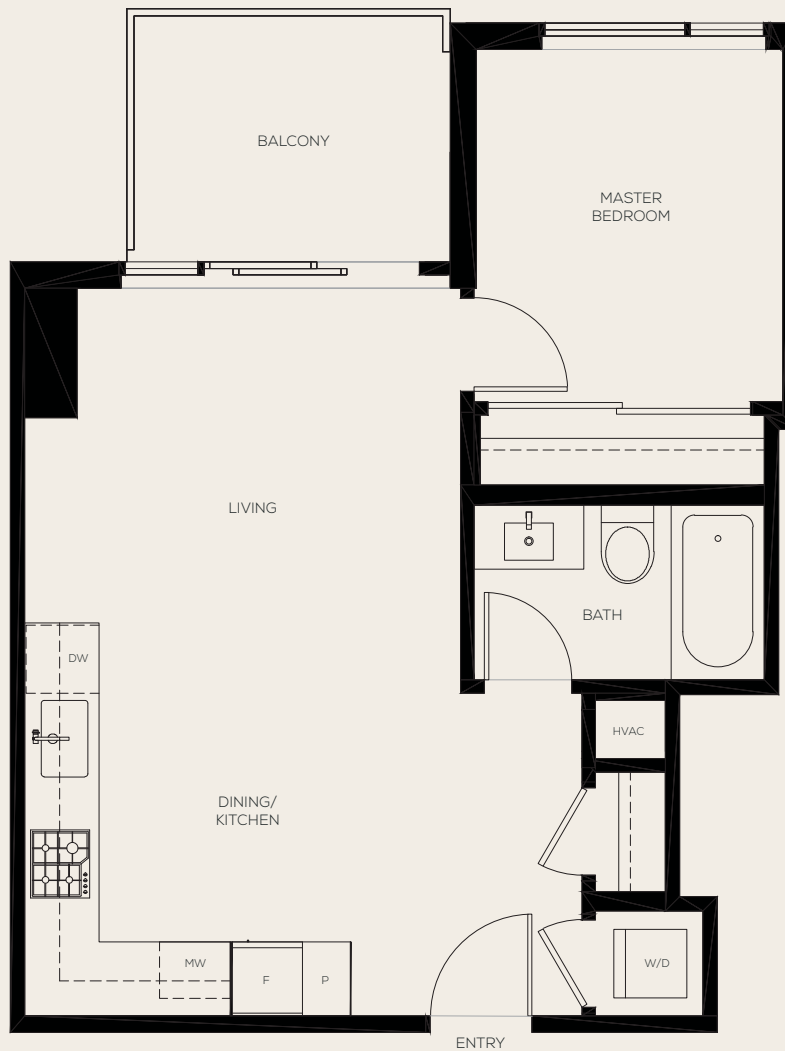 BALCONY
MASTER
BEDROOM
LIVING
BATH
DW
HVAC
DINING/
KITCHEN
MW
F
P
W/D
ENTRY